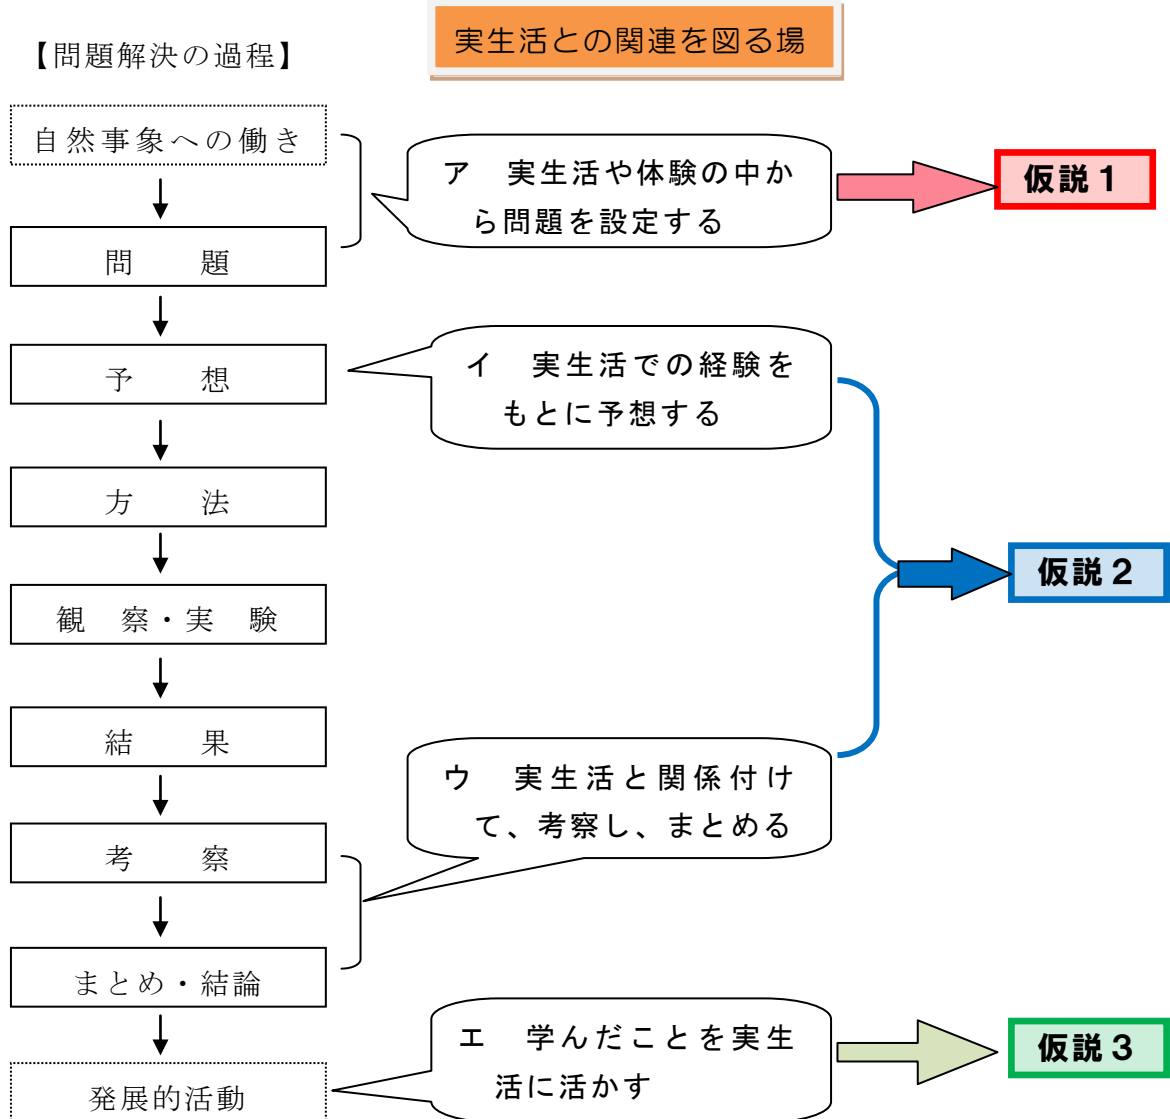 実生活との関連を図る場
【問題解決の過程】
自然事象への働き
ア　実生活や体験の中か
ら問題を設定する
仮説１
問　題
予　想
イ　実生活での経験を
もとに予想する
方　法
仮説２
観　察・実　験
結　果
ウ　実生活と関係付け
て、考察し、まとめる
考　察
まとめ・結論
エ　学んだことを実生
活に活かす
仮説３
発展的活動